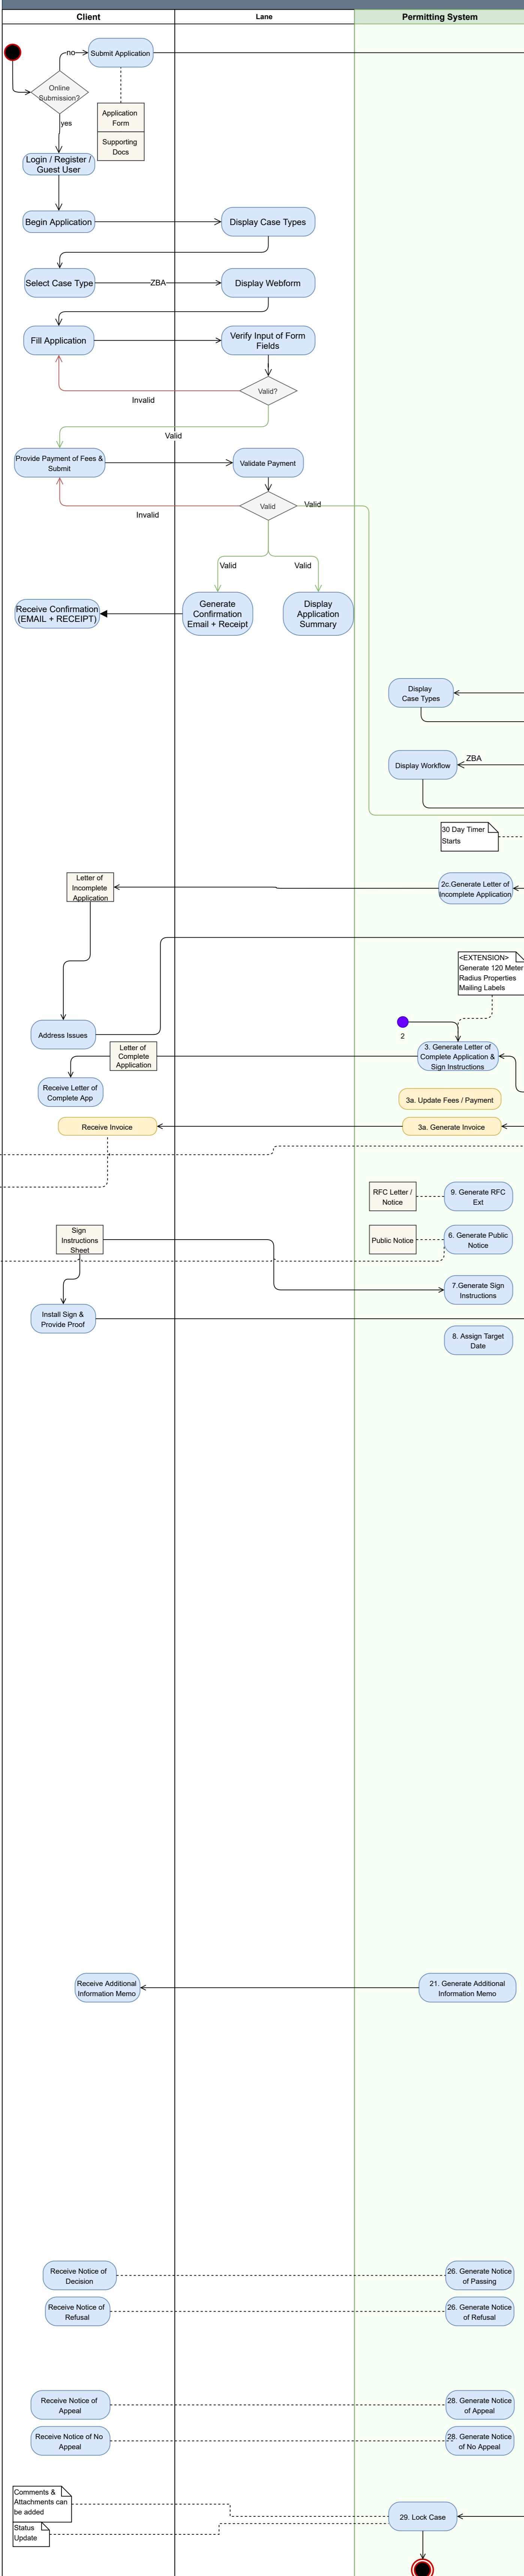 Client
Lane
Permitting System
no
Submit Application
Online
Submission?
yes
Application
Form
Supporting
Docs
Login / Register /
Guest User
Begin Application
Display Case Types
Select Case Type
ZBA
Display Webform
Fill Application
Verify Input of Form
Fields
Valid?
Invalid
Valid
Provide Payment of Fees &
Submit
Validate Payment
Valid
Valid
Invalid
Valid
Valid
Receive Confirmation
(EMAIL + RECEIPT)
Generate
Confirmation
Email + Receipt
Display
Application
Summary
Display
Case Types
ZBA
Display Workflow
30 Day Timer
Starts
Letter of
Incomplete
Application
2c.Generate Letter of
Incomplete Application
<EXTENSION>
Generate 120 Meter
Radius Properties
Mailing Labels
2
Address Issues
Letter of
Complete
Application
3. Generate Letter of
Complete Application &
Sign Instructions
Receive Letter of
Complete App
3a. Update Fees / Payment
Receive Invoice
3a. Generate Invoice
RFC Letter /
Notice
9. Generate RFC
Ext
Sign
Instructions
Sheet
Public Notice
6. Generate Public
Notice
7.Generate Sign
Instructions
Install Sign &
Provide Proof
8. Assign Target
Date
Receive Additional
Information Memo
21. Generate Additional
Information Memo
Receive Notice of
Decision
26. Generate Notice
of Passing
Receive Notice of
Refusal
26. Generate Notice
of Refusal
Receive Notice of
Appeal
28. Generate Notice
of Appeal
Receive Notice of No
Appeal
28. Generate Notice
of No Appeal
Comments &
Attachments can
be added
Status
Update
29. Lock Case